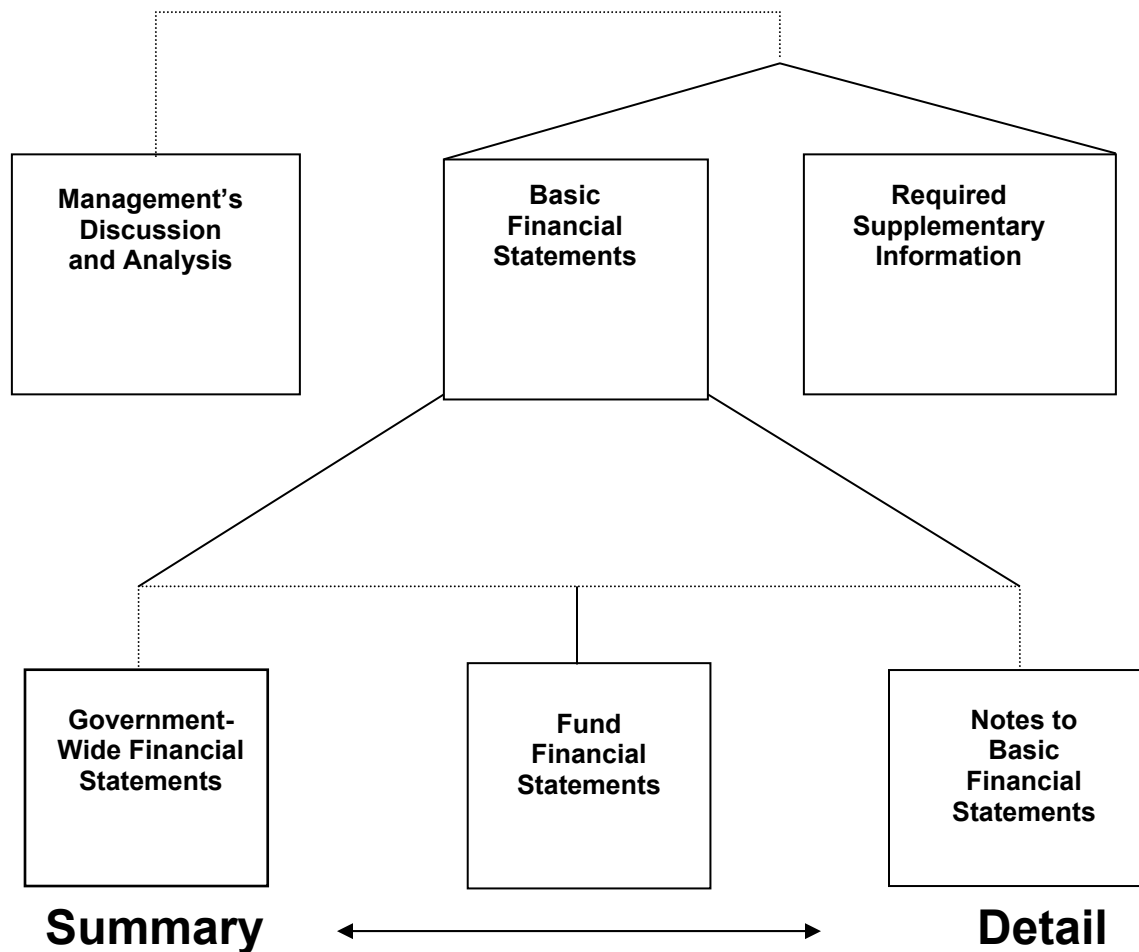 Management’s
Discussion
and Analysis
Basic
Financial
Statements
Required
Supplementary
Information
Government-
Wide Financial
Statements
Fund
Financial
Statements
Notes to
Basic
Financial
Statements
Summary
Detail